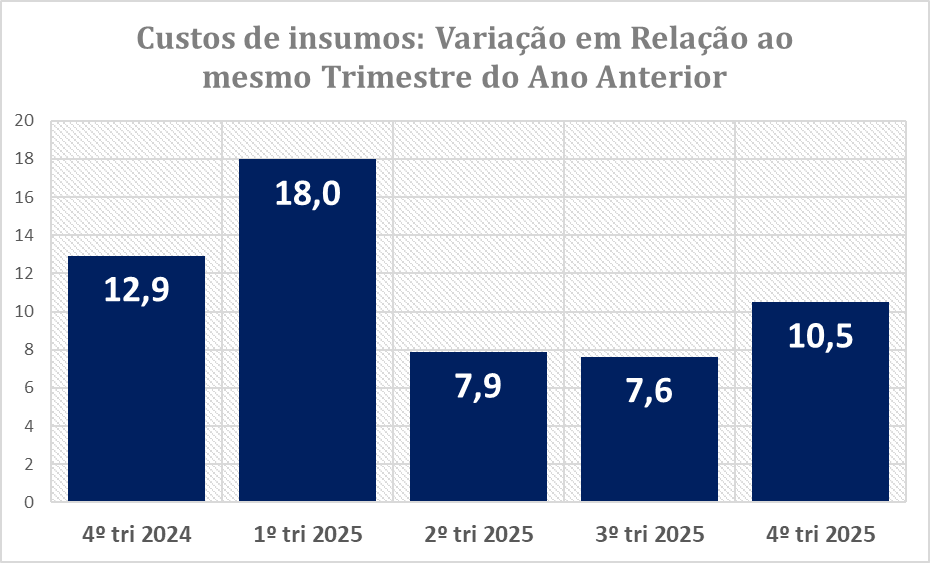 Custos de insumos: Variação em Relação ao
mesmo Trimestre do Ano Anterior
20
18
16
14
12
10
8
6
4
2
0
12,9
18,0
7,9
7,6
10,5
4º tri 2024
1º tri 2025
2º tri 2025
3º tri 2025
4º tri 2025